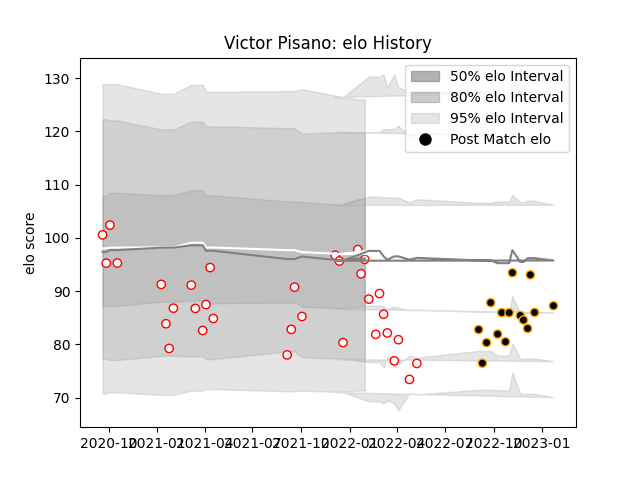 Victor Pisano: elo History
50% elo Interval
80% elo Interval
95% elo Interval
Post Match elo
elo score
130
120
110
100
90
80
70
2020-10 2021-01 2021-04 2021-07 2021-10 2022-01 2022-04 2022-07 2022-10 2023-01